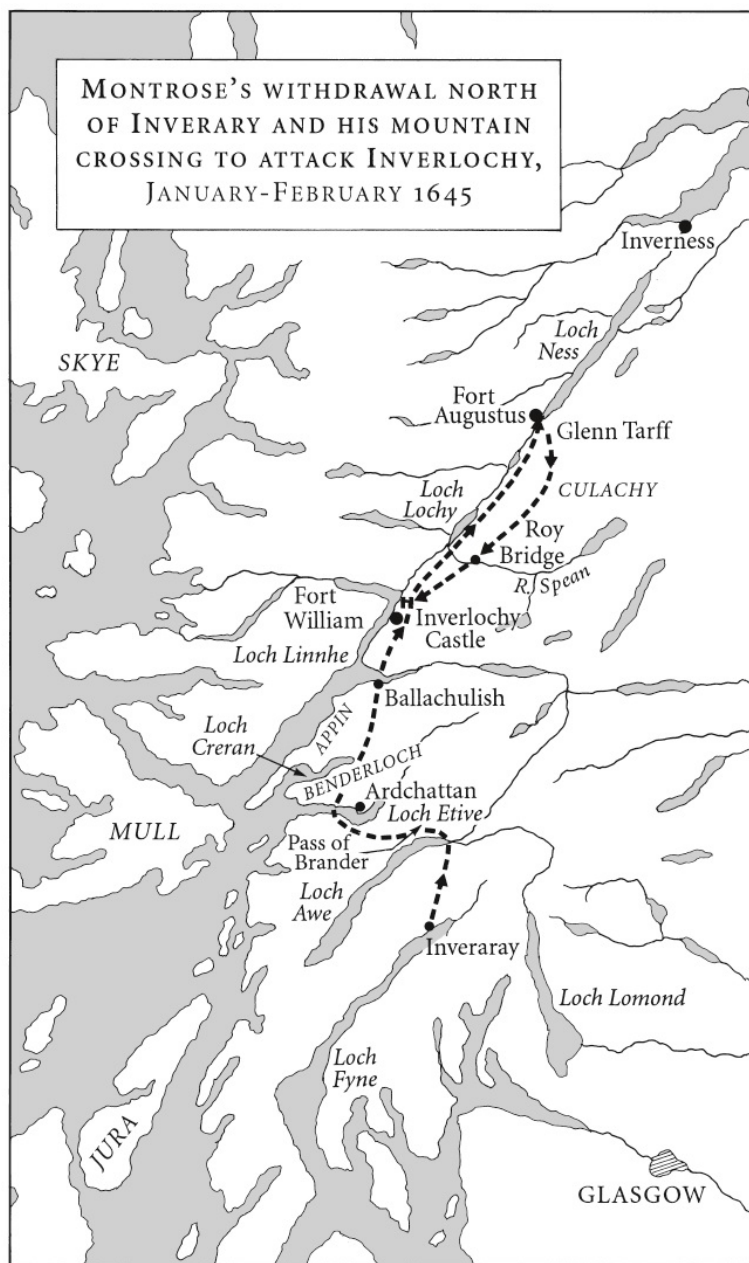 MONTROSE'S WITHDRAWAL NORTH
OF INVERARY AND HIS MOUNTAIN
CROSSING TO ATTACK INVERLOCHY,
JANUARY-FEBRUARY 1645
Inverness
Loch
Ness
SKYE
Fort
Augustus
Glenn Tarff
Loch
Lochy
CULACHY
Roy
Bridge
R. Spean
Fort
William
Inverlochy
Castle
Loch Linnhe
Ballachulish
APPIN
Loch
Creran
BENDERLOCH
Ardchattan
Loch Etive
MULL
Pass of
Brander
Loch
Awe
Inveraray
Loch Lomond
Loch
Fyne
JURA
GLASGOW